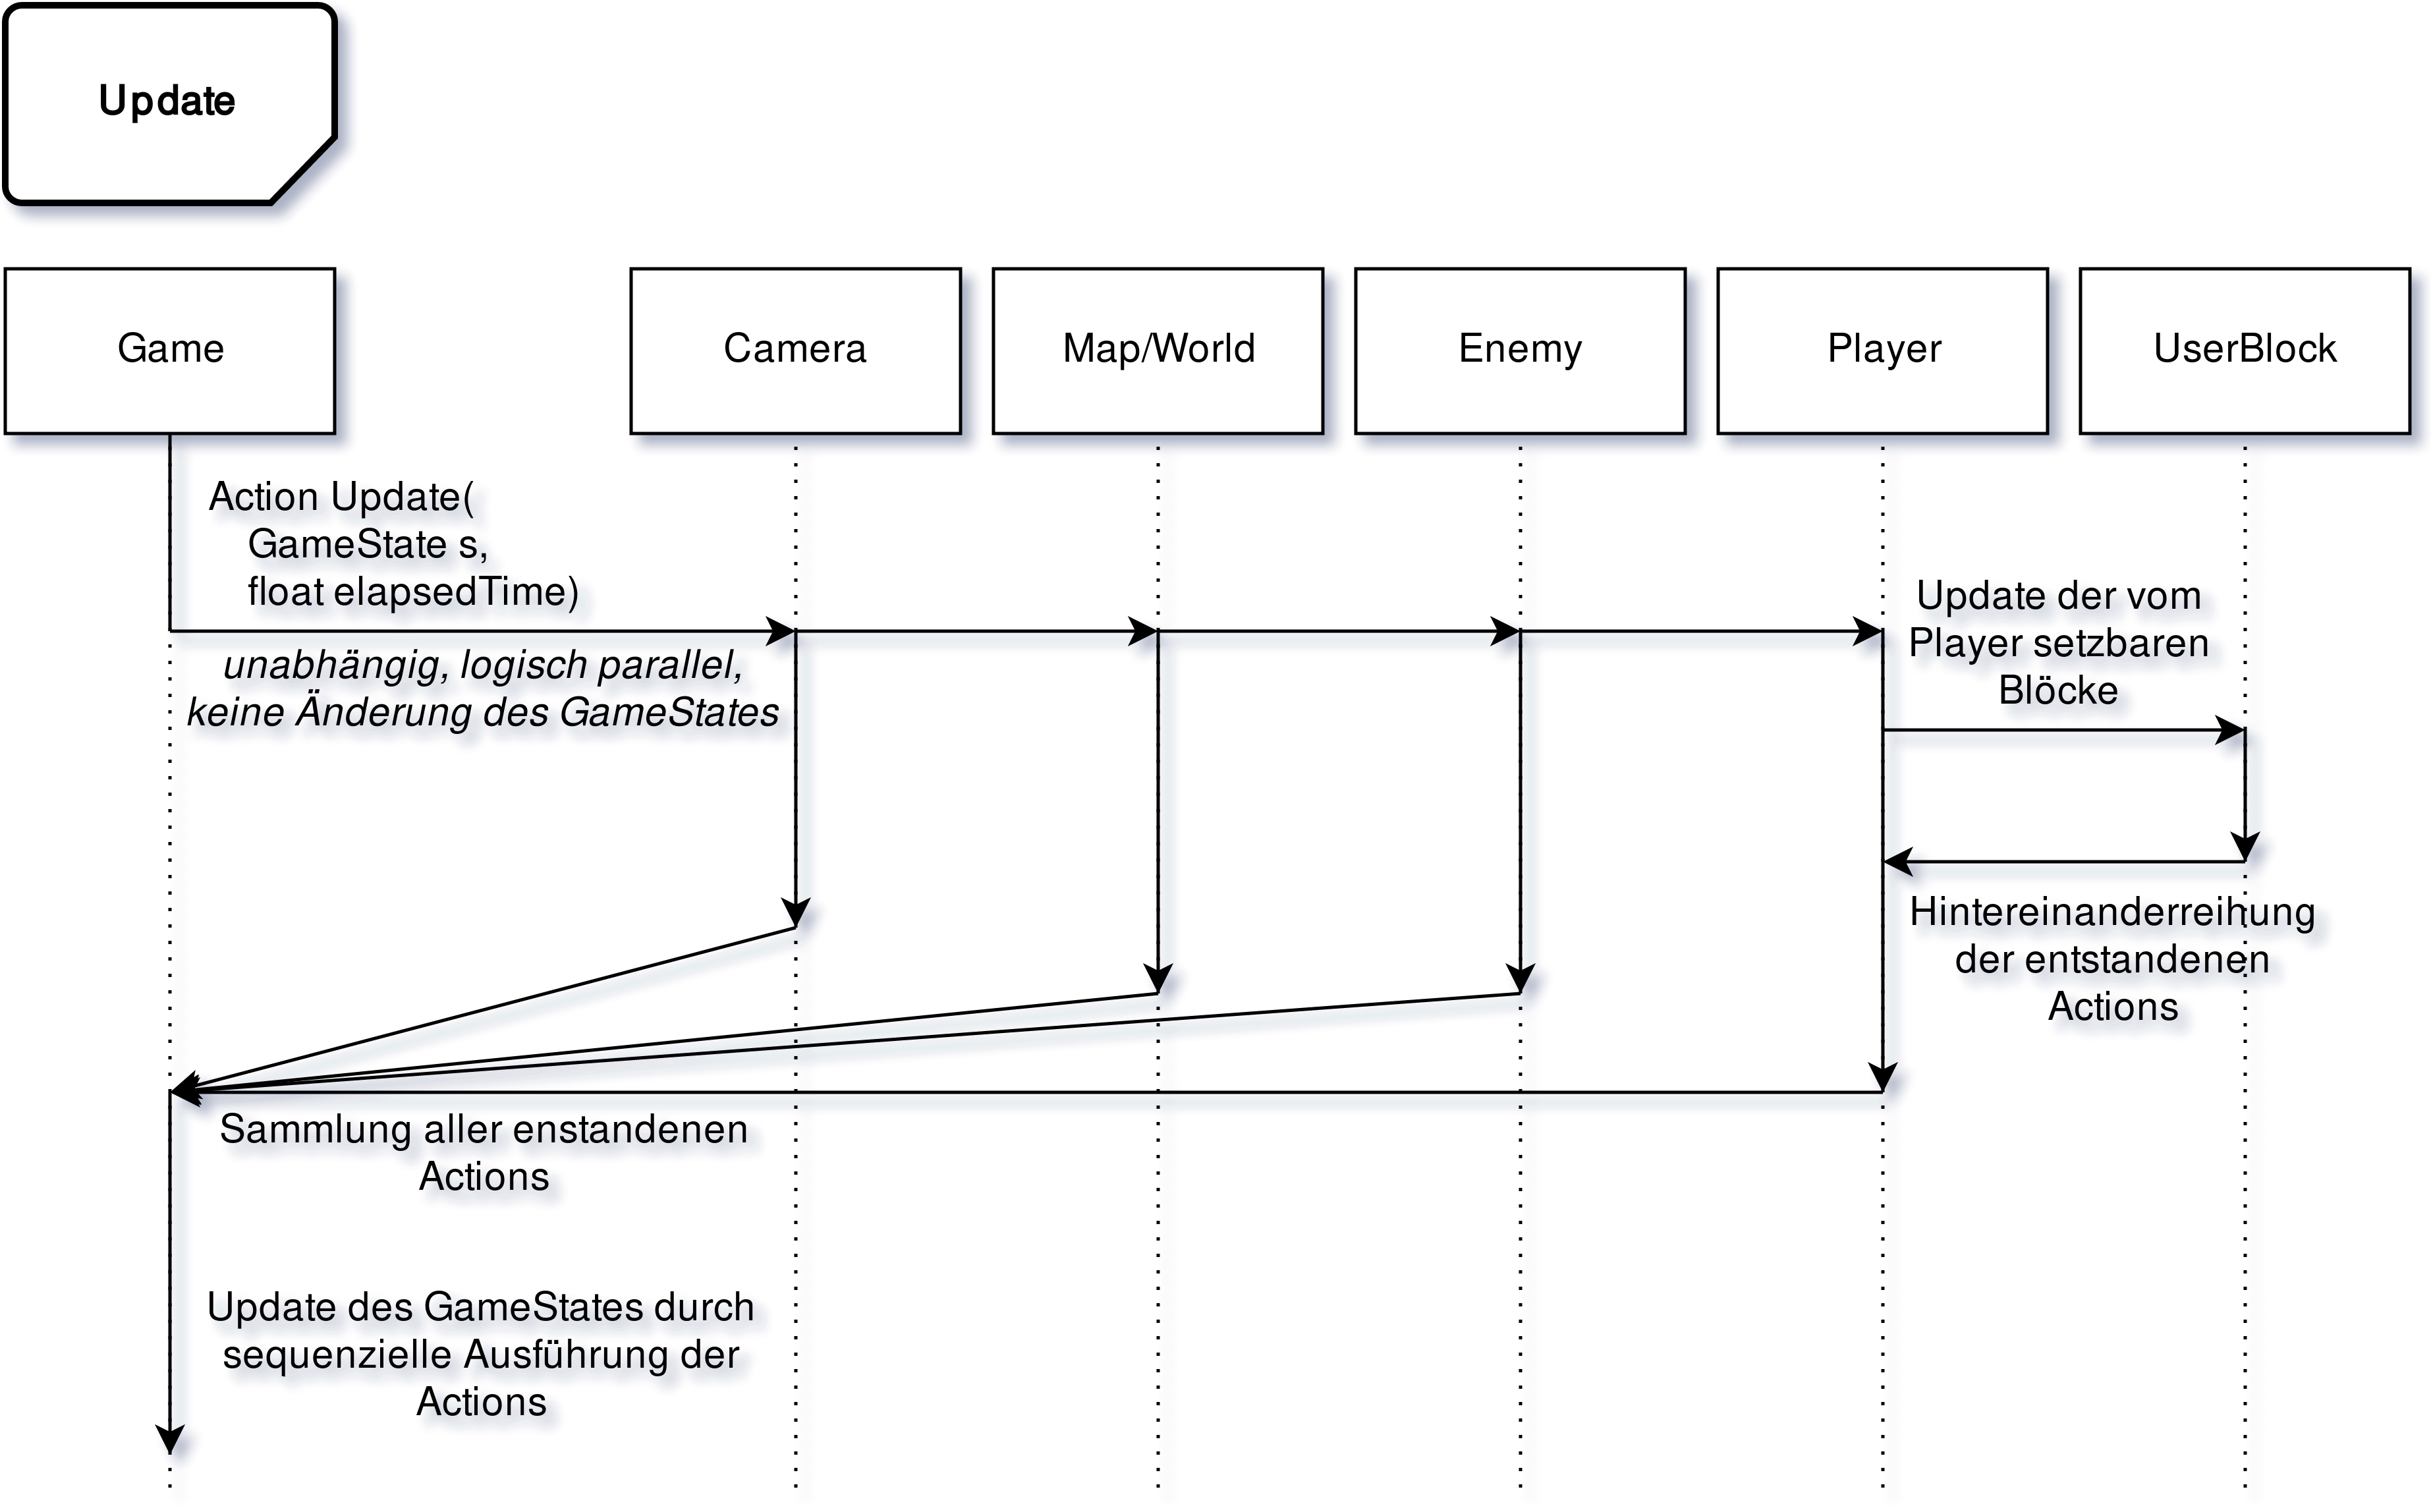 Update
Game
Camera
Map/World
Enemy
Player
UserBlock
Action Update(
GameState s,
float elapsedTime)
unabhängig, logisch parallel,
keine Änderung des GameStates
Update der vom
Player setzbaren
Blöcke
Hintereinanderreihung
der entstandenen
Actions
Sammlung aller enstandenen
Actions
Update des GameStates durch
sequenzielle Ausführung der
Actions